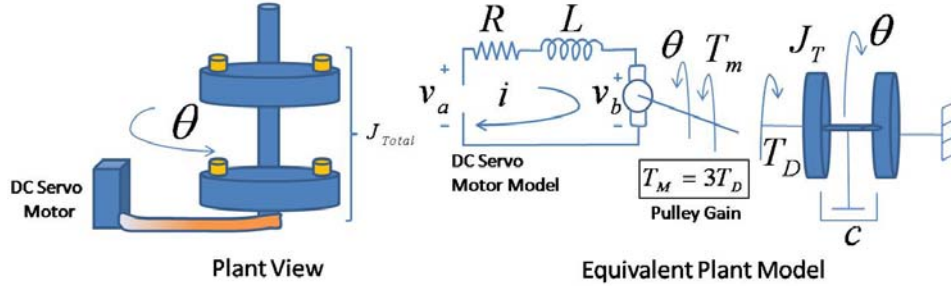 θ
J_Total
DC Servo
Motor
Plant View
R L
+
v_a
−
i
+
v_b
−
θ T_m
DC Servo
Motor Model
T_M = 3T_D
Pulley Gain
J_T θ
T_D
c
Equivalent Plant Model